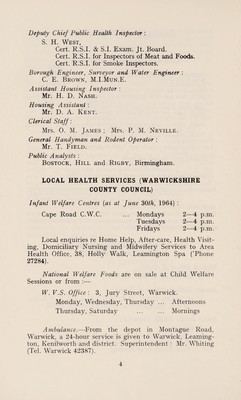 Deputy Chief Public Health Inspector :
S. H. West,
Cert. R.S.I. & S.I. Exam. Jt. Board.
Cert. R.S.I. for Inspectors of Meat and Foods.
Cert. R.S.I. for Smoke Inspectors.
Borough Engineer, Surveyor and Water Engineer :
C. E. Brown, M.I.Mun.E.
Assistant Housing Inspector :
Mr. H. D. Nash.
Housing Assistant :
Mr. D. A. Kent.
Clerical Staff :
Mrs. O. M. James ; Mrs. P. M. Neville.
General Handyman and Rodent Operator :
Mr. T. Field.
Public Analysts :
Bostock, Hill and Rigby, Birmingham.
LOCAL HEALTH SERVICES (WARWICKSHIRE
COUNTY COUNCIL)
Infant Welfare Centres (as at June 30th, 1964) :
Cape Road C.W.C. ... Mondays 2—4 p.m.
Tuesdays 2—4 p.m.
Fridays 2—4 p.m.
Local enquiries re Home Help, After-care, Health Visit-
ing, Domiciliary Nursing and Midwifery Services to Area
Health Office, 38, Holly Walk, Leamington Spa ('Phone
27284).
National Welfare Foods are on sale at Child Welfare
Sessions or from :—
W.V.S. Office : 3, Jury Street, Warwick.
Monday, Wednesday, Thursday ... Afternoons
Thursday, Saturday ... ... Mornings
Ambulance.—From the depot in Montague Road,
Warwick, a 24-hour service is given to Warwick, Leaming-
ton, Kenilworth and district. Superintendent : Mr. Whiting
(Tel. Warwick 42387).
4